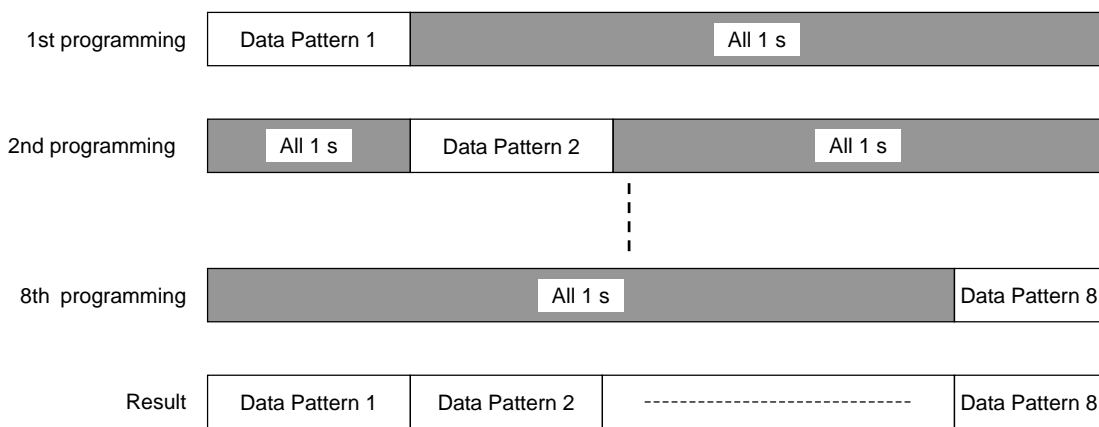 1st programming Data Pattern 1 All 1 s
2nd programming All 1 s Data Pattern 2 All 1 s
8th programming All 1 s Data Pattern 8
Result Data Pattern 1 Data Pattern 2 Data Pattern 8